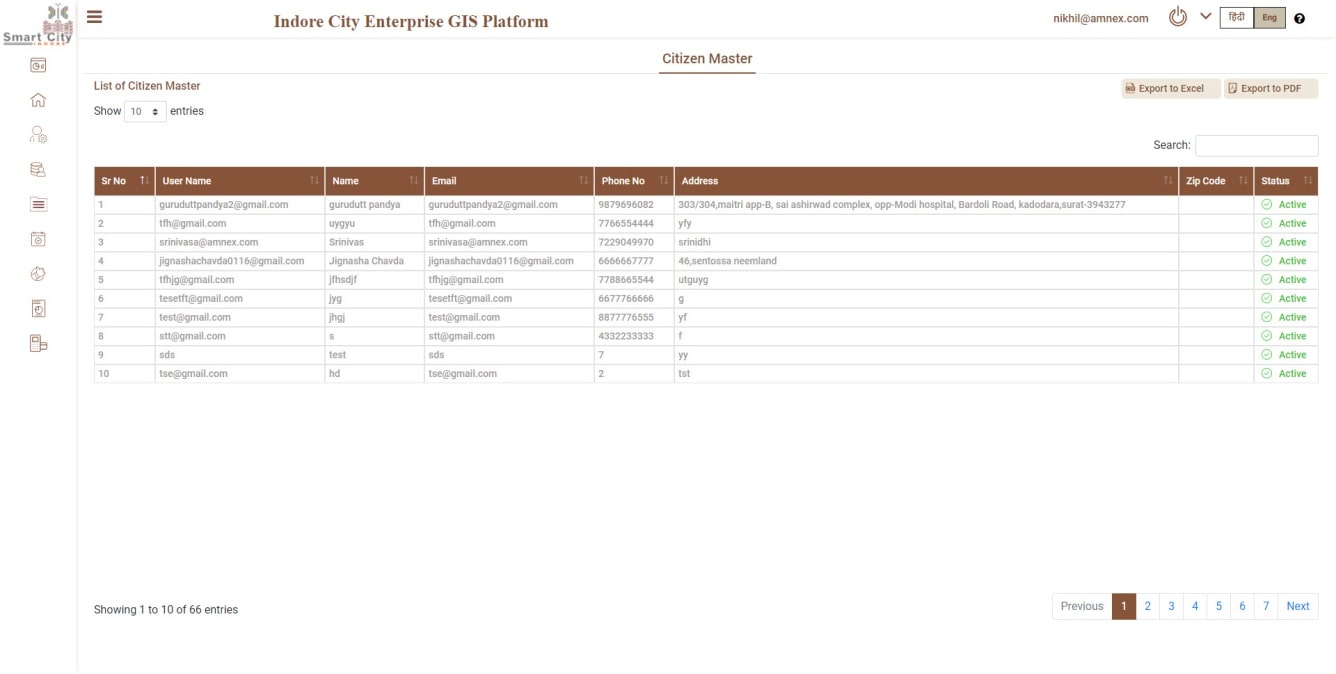 Smart City
INDORE
Indore City Enterprise GIS Platform
nikhil@amnex.com
हिंदी
Eng
Citizen Master
List of Citizen Master
Export to Excel
Export to PDF
Show 10 entries
Search:
Sr No User Name Name Email Phone No Address Zip Code Status
1 guruduttpandya2@gmail.com gurudutt pandya guruduttpandya2@gmail.com 9879696082 303/304,maitri app-B, sai ashirwad complex, opp-Modi hospital, Bardoli Road, kadodara,surat-3943277 Active
2 tfh@gmail.com uygyu tfh@gmail.com 7766554444 yfy Active
3 srinivasa@amnex.com Srinivas srinivasa@amnex.com 7229049970 srinidhi Active
4 jignashachavda0116@gmail.com Jignasha Chavda jignashachavda0116@gmail.com 6666667777 46,sentossa neemland Active
5 tfhjg@gmail.com jfhsdjf tfhjg@gmail.com 7788665544 utguyg Active
6 tesetft@gmail.com jyg tesetft@gmail.com 6677766666 g Active
7 test@gmail.com jhgj test@gmail.com 8877776555 yf Active
8 stt@gmail.com s stt@gmail.com 4332233333 f Active
9 sds test sds 7 yy Active
10 tse@gmail.com hd tse@gmail.com 2 tst Active
Showing 1 to 10 of 66 entries
Previous 1 2 3 4 5 6 7 Next